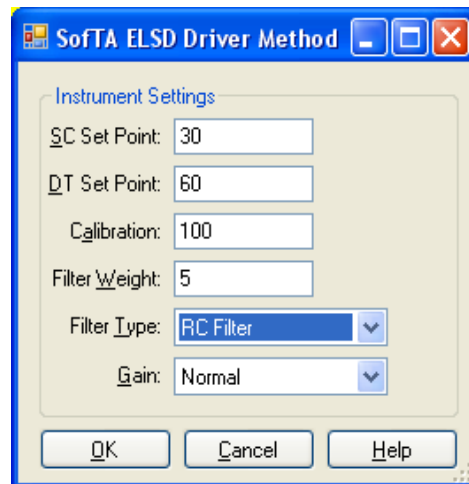 SofTA ELSD Driver Method
Instrument Settings
SC Set Point: 30
DT Set Point: 60
Calibration: 100
Filter Weight: 5
Filter Type: RC Filter
Gain: Normal
OK Cancel Help